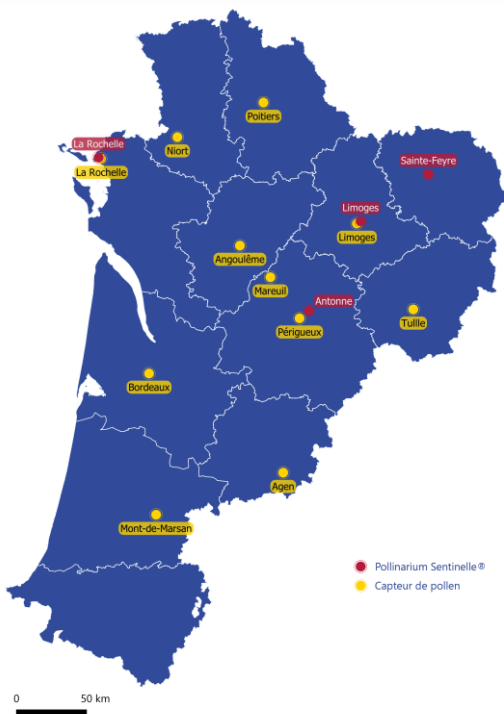 Poitiers
La Rochelle
Niort
Sainte-Feyre
La Rochelle
Limoges
Limoges
Angoulême
Mareuil
Antonne
Périgueux
Tullle
Bordeaux
Agen
Mont-de-Marsan
Pollinarium Sentinelle®
Capteur de pollen
0 50 km